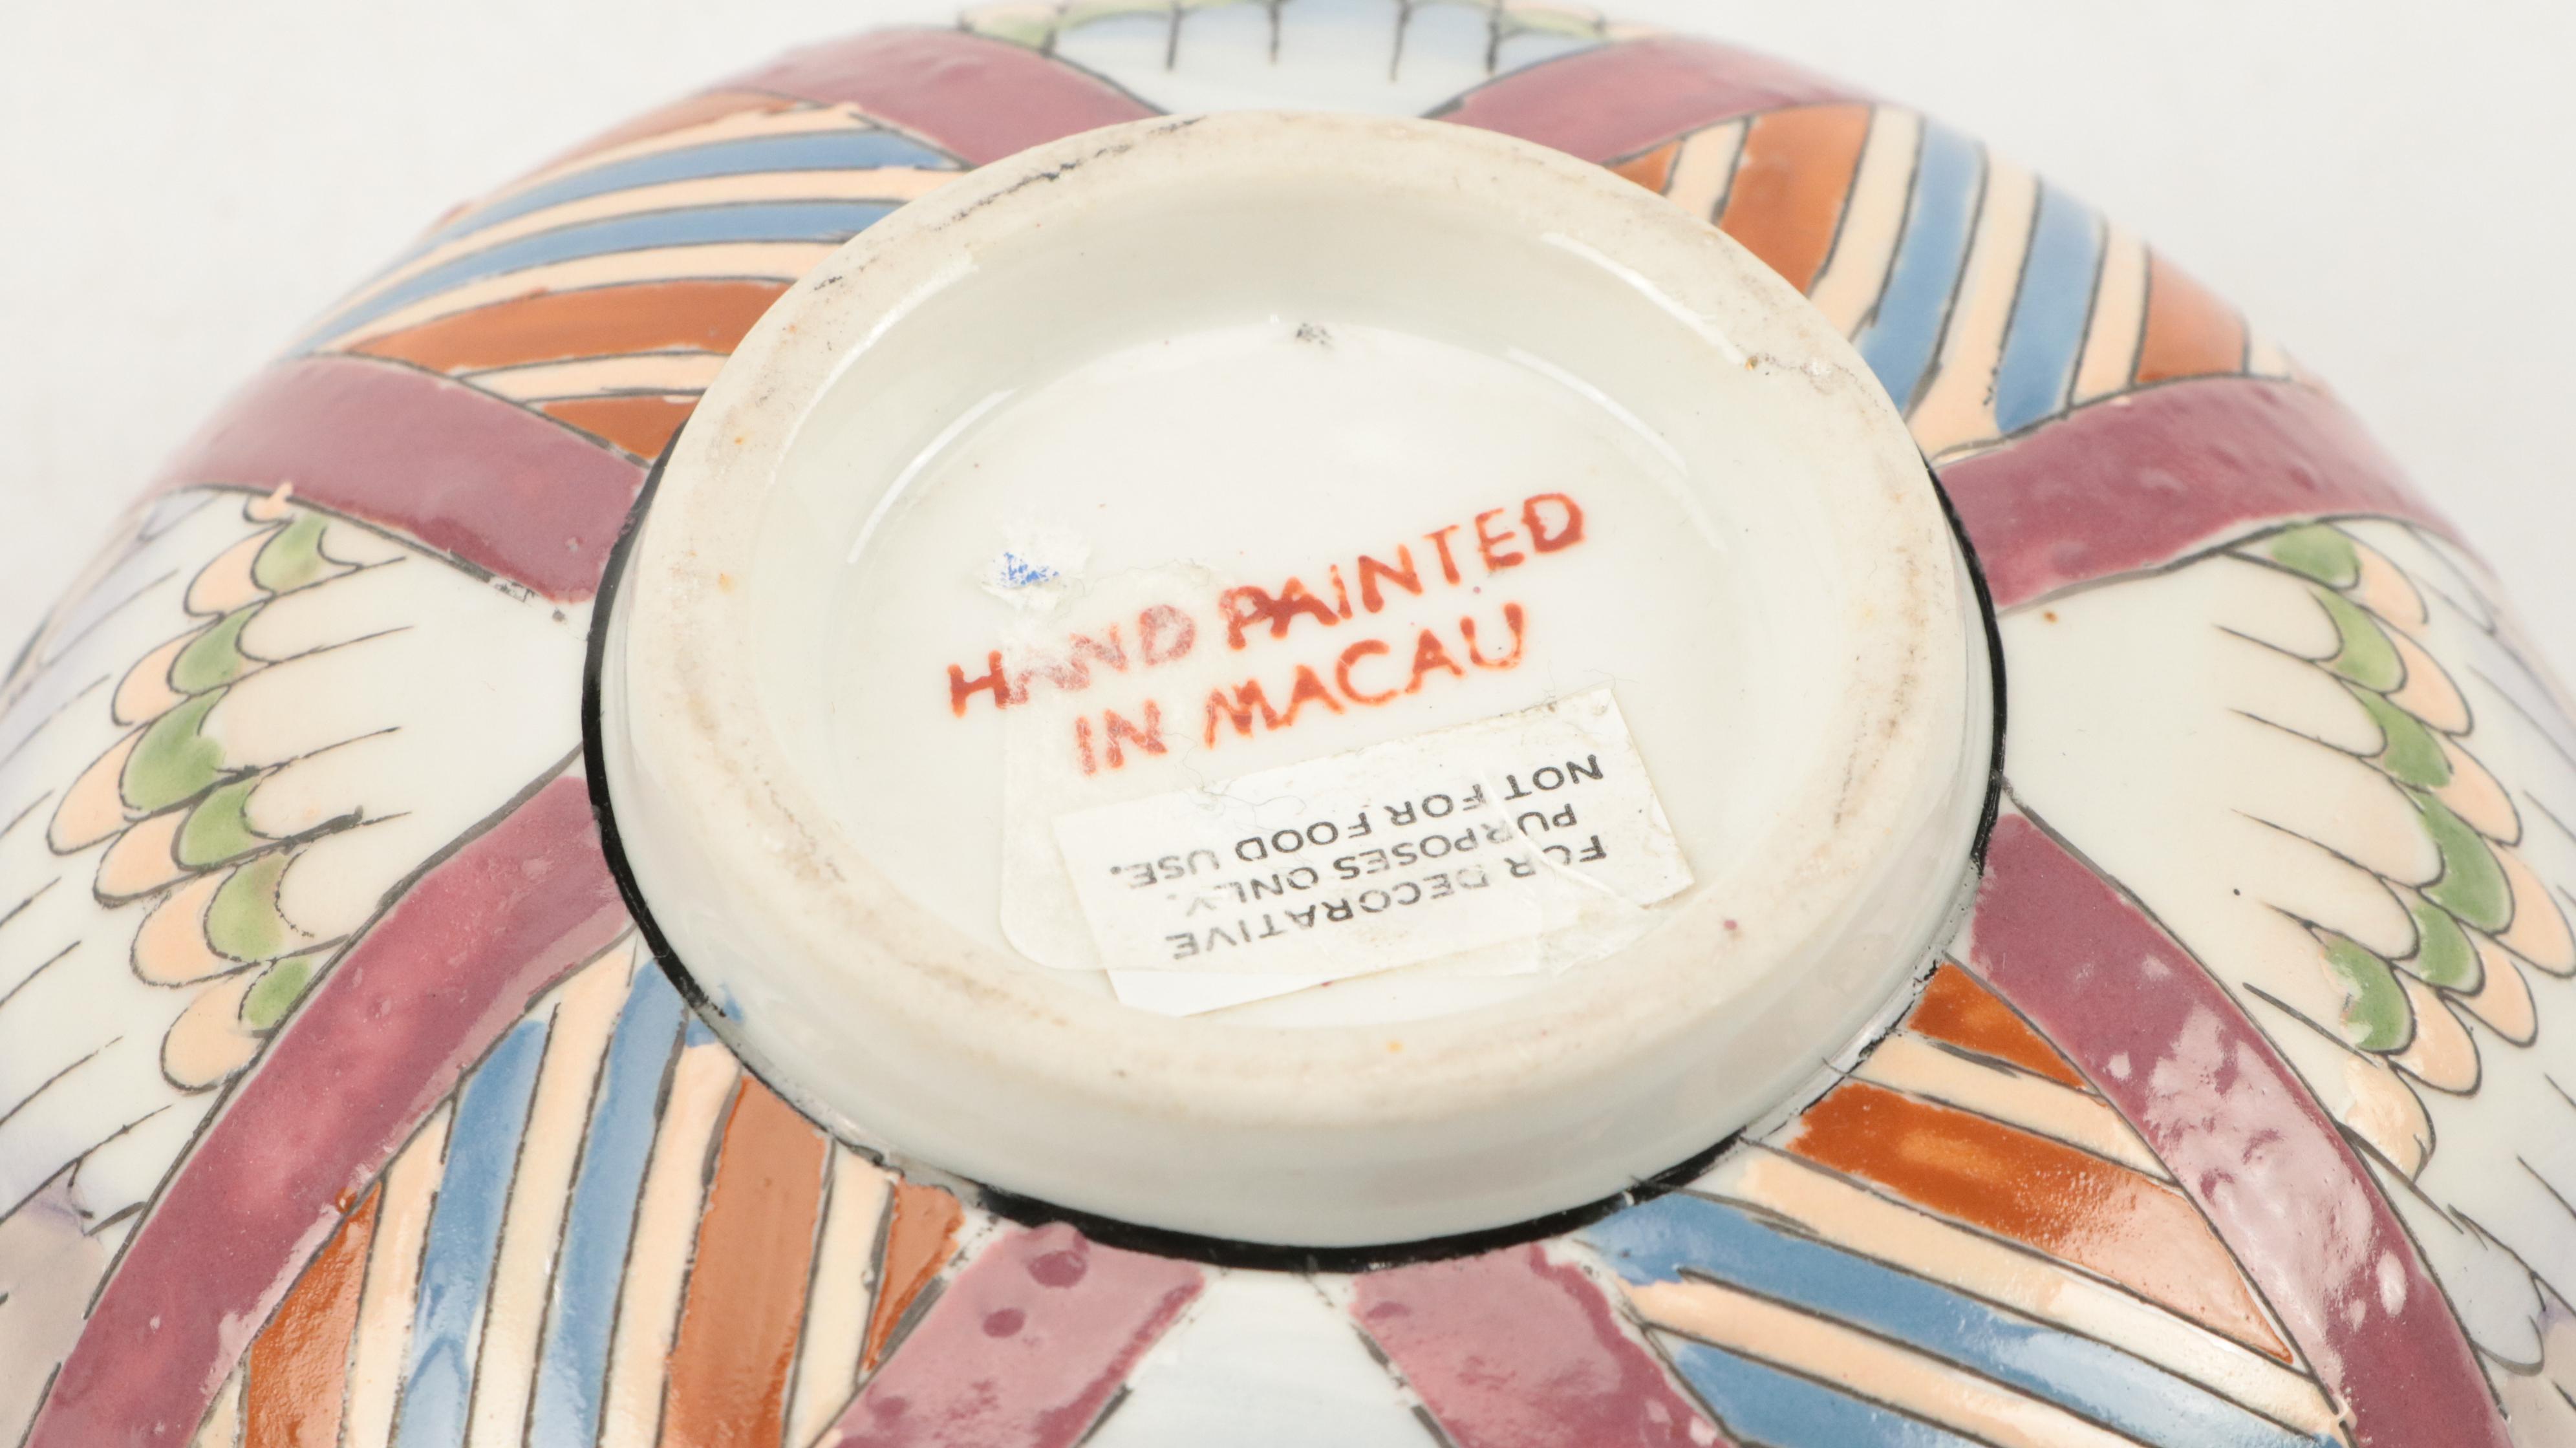 HAND PAINTED
IN MACAU
FOR DECORATIVE
PURPOSES ONLY.
NOT FOR FOOD USE.